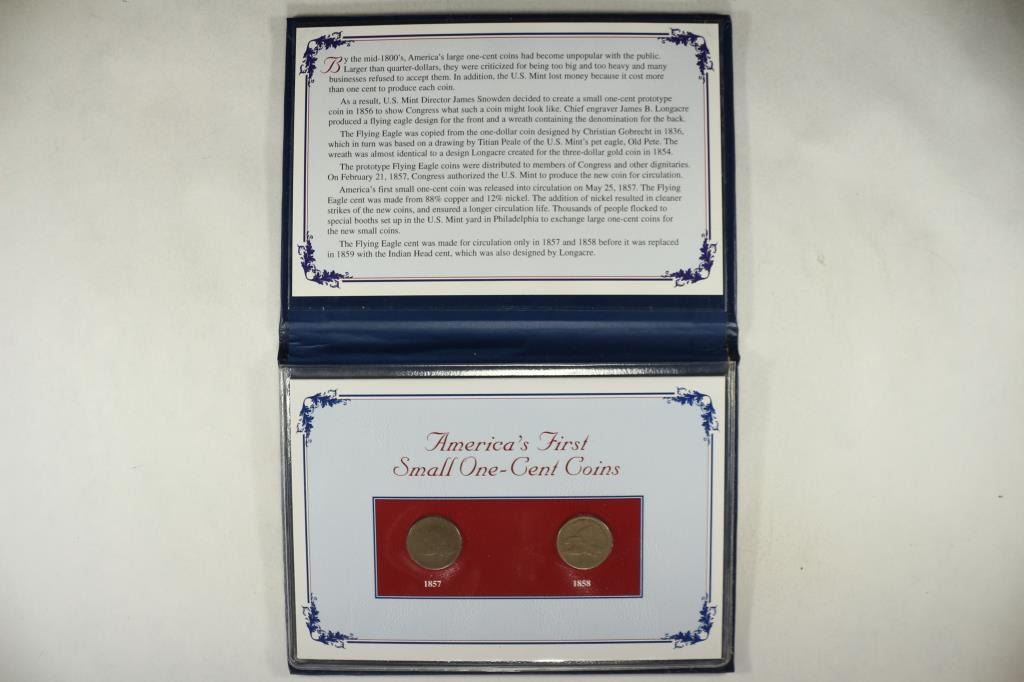 By the mid-1800's, America's large one-cent coins had become unpopular with the public.
Larger than quarter-dollars, they were criticized for being too big and too heavy and many
businesses refused to accept them. In addition, the U.S. Mint lost money because it cost more
than one cent to produce each coin.
As a result, U.S. Mint Director James Snowden decided to create a small one-cent prototype
coin in 1856 to show Congress what such a coin might look like. Chief engraver James B. Longacre
produced a flying eagle design for the front and a wreath containing the denomination for the back.
The Flying Eagle was copied from the one-dollar coin designed by Christian Gobrecht in 1836,
which in turn was based on a drawing by Titian Peale of the U.S. Mint's pet eagle, Old Pete. The
wreath was almost identical to a design Longacre created for the three-dollar gold coin in 1854.
The prototype Flying Eagle coins were distributed to members of Congress and other dignitaries.
On February 21, 1857, Congress authorized the U.S. Mint to produce the new coin for circulation.
America's first small one-cent coin was released into circulation on May 25, 1857. The Flying
Eagle cent was made from 88% copper and 12% nickel. The addition of nickel resulted in cleaner
strikes of the new coins, and ensured a longer circulation life. Thousands of people flocked to
special booths set up in the U.S. Mint yard in Philadelphia to exchange large one-cent coins for
the new small coins.
The Flying Eagle cent was made for circulation only in 1857 and 1858 before it was replaced
in 1859 with the Indian Head cent, which was also designed by Longacre.
America's First
Small One-Cent Coins
1857 1858